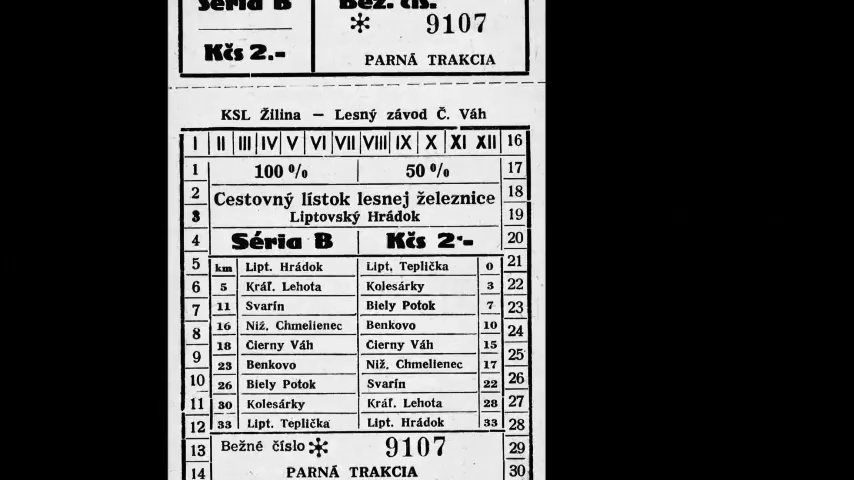 Séria B Bež. čís.
✻ 9107
Kčs 2.-
PARNÁ TRAKCIA
KSL Žilina — Lesný závod Č. Váh
I II III IV V VI VII VIII IX X XI XII 16
1 100 % 50 % 17
2 Cestovný lístok lesnej železnice 18
3 Liptovský Hrádok 19
4 Séria B Kčs 2·- 20
5 km Lipt. Hrádok Lipt, Teplička 0 21
6 5 Kráľ. Lehota Kolesárky 3 22
7 11 Svarín Biely Potok 7 23
8 16 Niž. Chmelienec Benkovo 10 24
9 18 Čierny Váh Čierny Váh 15 25
23 Benkovo Niž. Chmelienec 17
10 26 Biely Potok Svarín 22 26
11 30 Kolesárky Kráľ. Lehota 28 27
12 33 Lipt. Teplička Lipt. Hrádok 33 28
13 Bežné číslo ✻ 9107 29
14 PARNÁ TRAKCIA 30